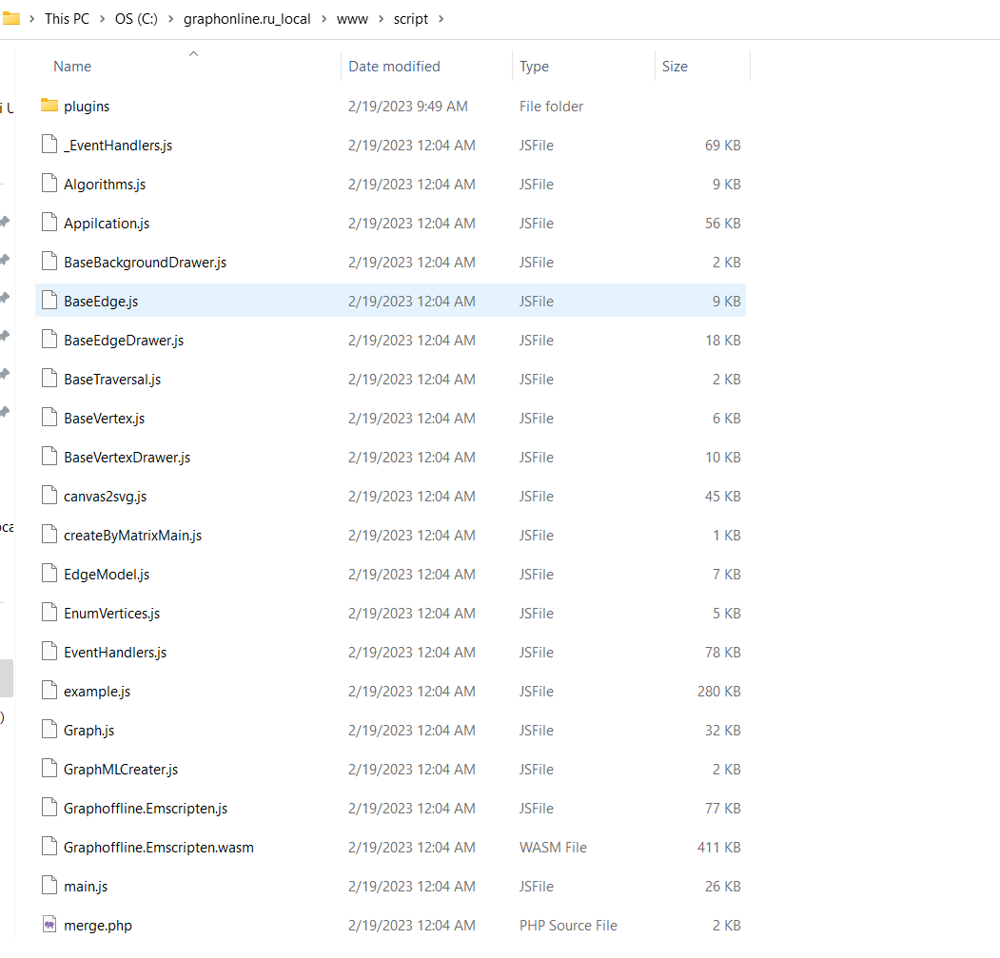 This PC > OS (C:) > graphonline.ru_local > www > script >
Name Date modified Type Size
plugins 2/19/2023 9:49 AM File folder
_EventHandlers.js 2/19/2023 12:04 AM JSFile 69 KB
Algorithms.js 2/19/2023 12:04 AM JSFile 9 KB
Appilcation.js 2/19/2023 12:04 AM JSFile 56 KB
BaseBackgroundDrawer.js 2/19/2023 12:04 AM JSFile 2 KB
BaseEdge.js 2/19/2023 12:04 AM JSFile 9 KB
BaseEdgeDrawer.js 2/19/2023 12:04 AM JSFile 18 KB
BaseTraversal.js 2/19/2023 12:04 AM JSFile 2 KB
BaseVertex.js 2/19/2023 12:04 AM JSFile 6 KB
BaseVertexDrawer.js 2/19/2023 12:04 AM JSFile 10 KB
canvas2svg.js 2/19/2023 12:04 AM JSFile 45 KB
createByMatrixMain.js 2/19/2023 12:04 AM JSFile 1 KB
EdgeModel.js 2/19/2023 12:04 AM JSFile 7 KB
EnumVertices.js 2/19/2023 12:04 AM JSFile 5 KB
EventHandlers.js 2/19/2023 12:04 AM JSFile 78 KB
example.js 2/19/2023 12:04 AM JSFile 280 KB
Graph.js 2/19/2023 12:04 AM JSFile 32 KB
GraphMLCreater.js 2/19/2023 12:04 AM JSFile 2 KB
Graphoffline.Emscripten.js 2/19/2023 12:04 AM JSFile 77 KB
Graphoffline.Emscripten.wasm 2/19/2023 12:04 AM WASM File 411 KB
main.js 2/19/2023 12:04 AM JSFile 26 KB
merge.php 2/19/2023 12:04 AM PHP Source File 2 KB